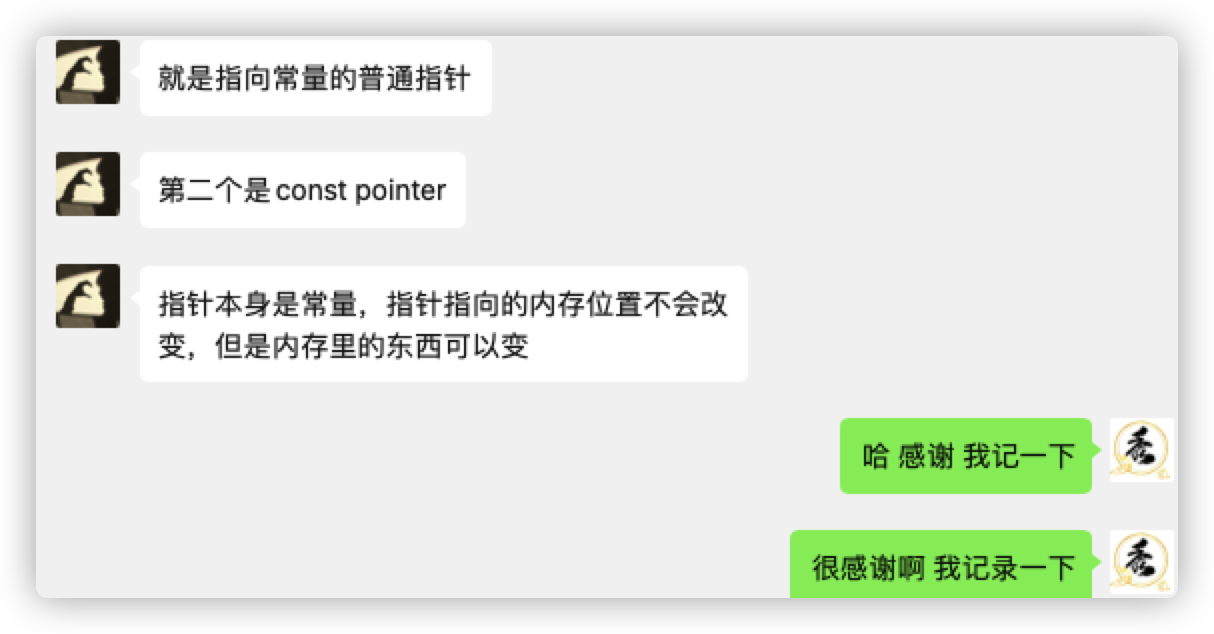 就是指向常量的普通指针
第二个是const pointer
指针本身是常量，指针指向的内存位置不会改
变，但是内存里的东西可以变
哈 感谢 我记一下
秀
很感谢啊 我记录一下
秀